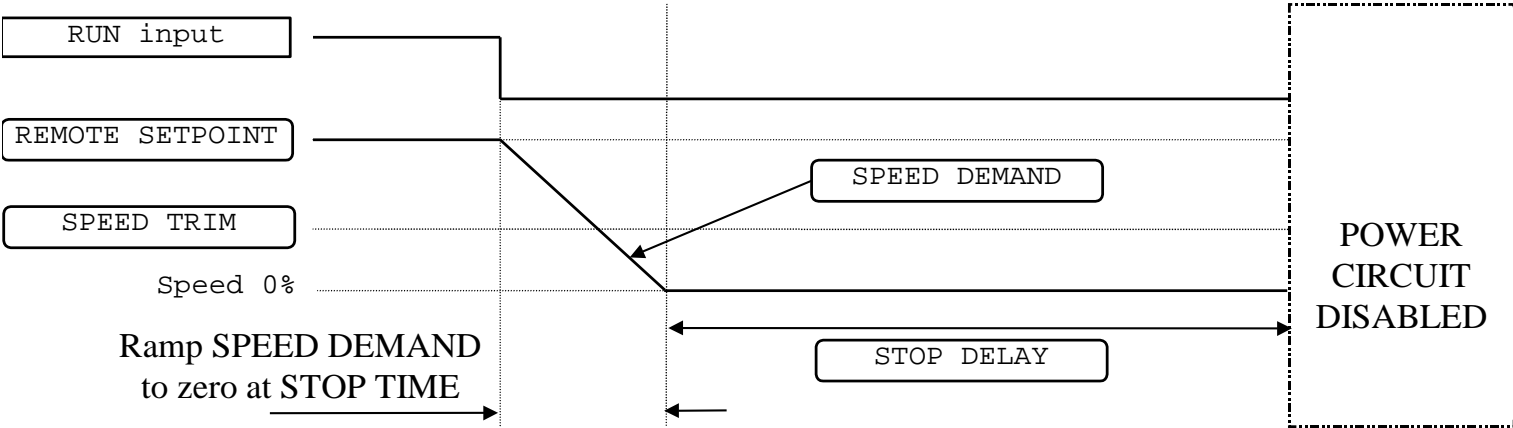 RUN input
REMOTE SETPOINT
SPEED DEMAND
SPEED TRIM
POWER
CIRCUIT
DISABLED
Speed 0%
Ramp SPEED DEMAND
to zero at STOP TIME
STOP DELAY